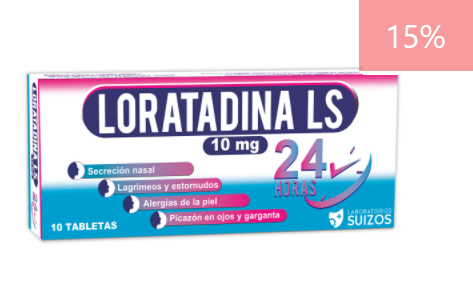 15%
LORATADINA LS
10 mg
24
HORAS
Secreción nasal
Lagrimeo y estornudos
Alergias de la piel
Picazón en ojos y garganta
10 TABLETAS
LABORATORIOS
SUIZOS
LORATADINA LS